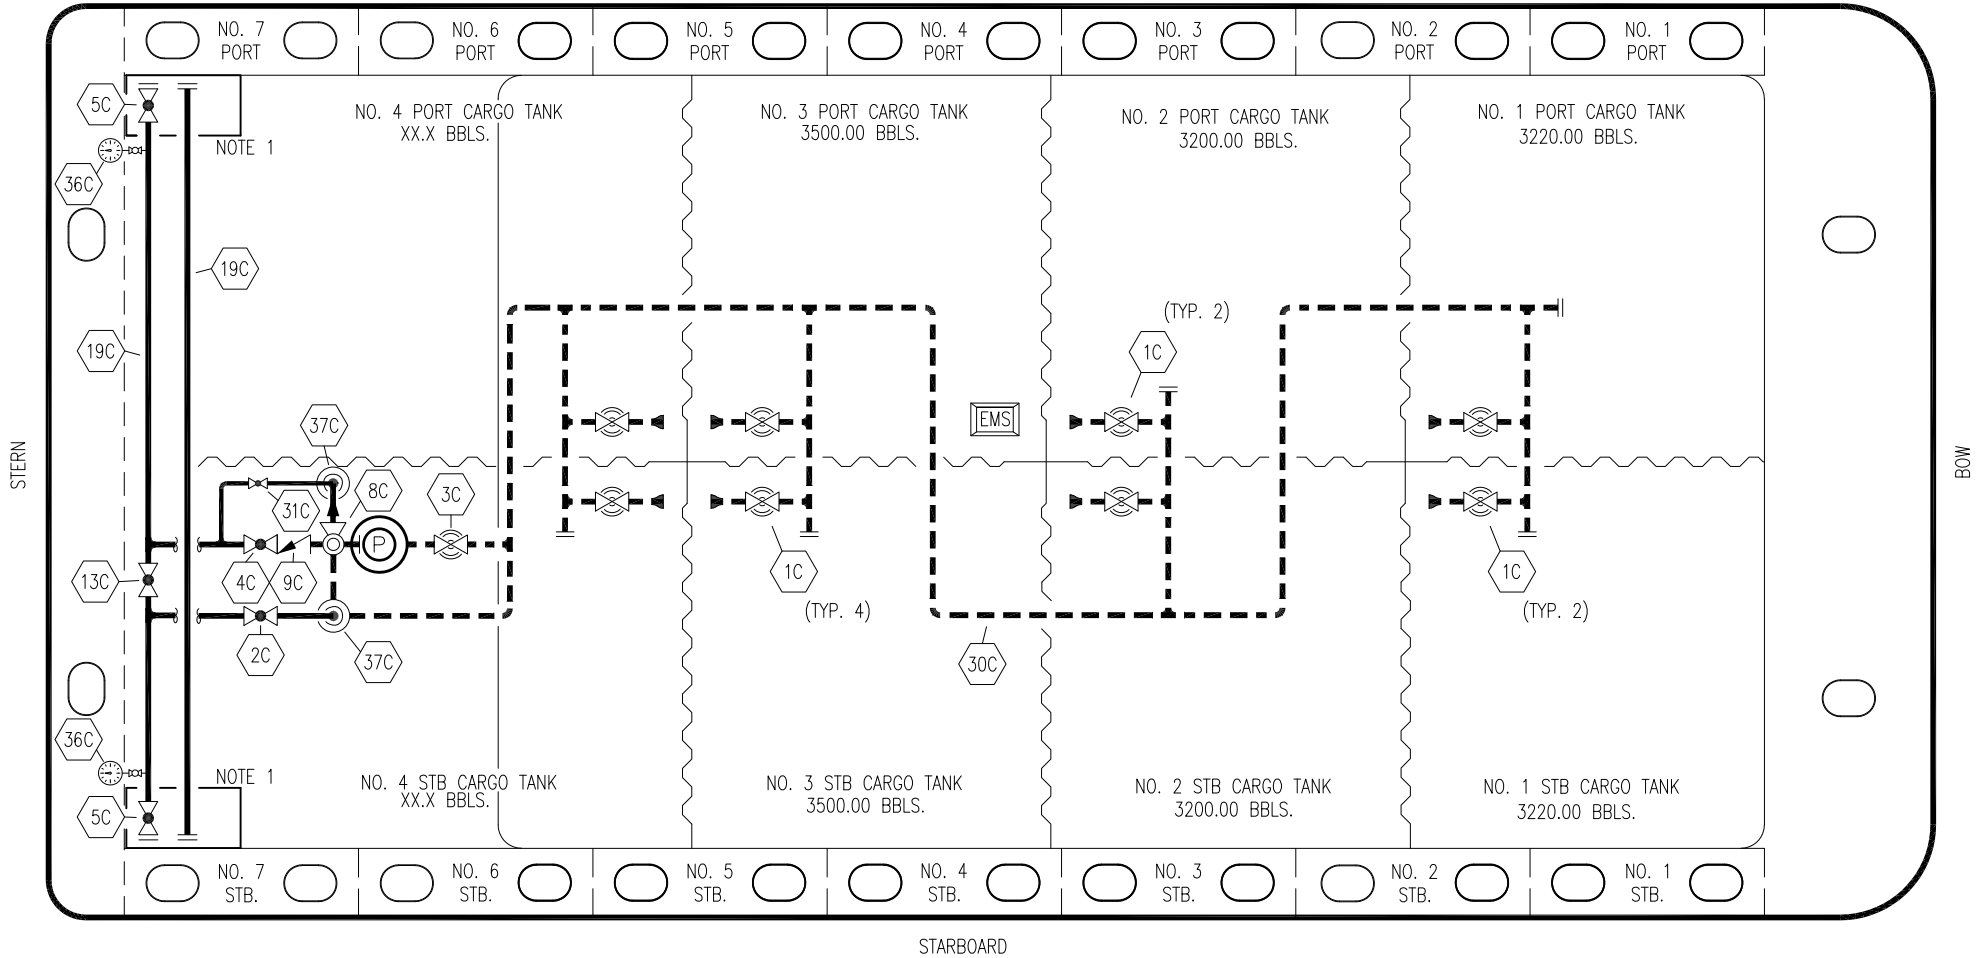 NO. 7
PORT
NO. 6
PORT
NO. 5
PORT
NO. 4
PORT
NO. 3
PORT
NO. 2
PORT
NO. 1
PORT
5C
NO. 4 PORT CARGO TANK
XX.X BBLS.
NO. 3 PORT CARGO TANK
3500.00 BBLS.
NO. 2 PORT CARGO TANK
3200.00 BBLS.
NO. 1 PORT CARGO TANK
3220.00 BBLS.
NOTE 1
36C
19C
19C
(TYP. 2)
1C
EMS
37C
STERN
BOW
8C
3C
31C
P
13C
4C
9C
1C
(TYP. 4)
1C
(TYP. 2)
2C
37C
30C
36C
NOTE 1
5C
NO. 4 STB CARGO TANK
XX.X BBLS.
NO. 3 STB CARGO TANK
3500.00 BBLS.
NO. 2 STB CARGO TANK
3200.00 BBLS.
NO. 1 STB CARGO TANK
3220.00 BBLS.
NO. 7
STB.
NO. 6
STB.
NO. 5
STB.
NO. 4
STB.
NO. 3
STB.
NO. 2
STB.
NO. 1
STB.
STARBOARD